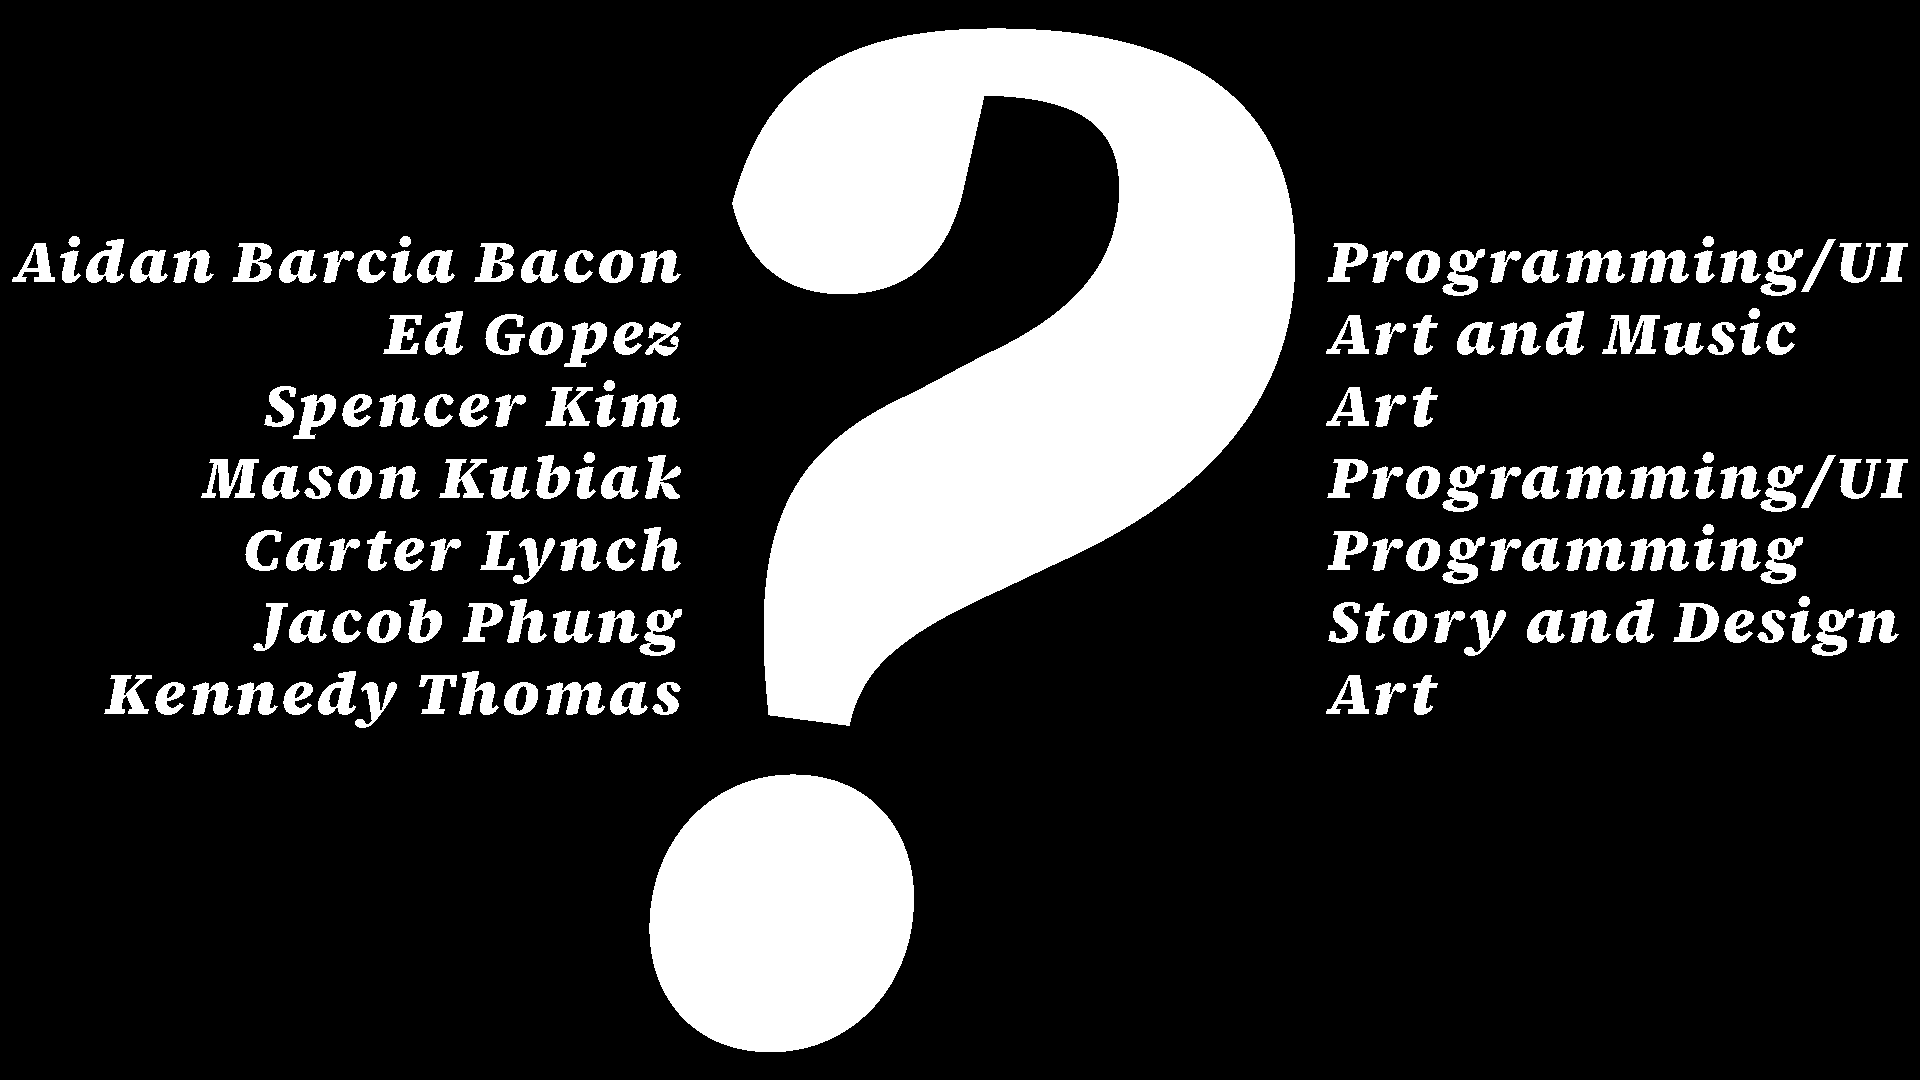 ?
Aidan Barcia Bacon Programming/UI
Ed Gopez Art and Music
Spencer Kim Art
Mason Kubiak Programming/UI
Carter Lynch Programming
Jacob Phung Story and Design
Kennedy Thomas Art